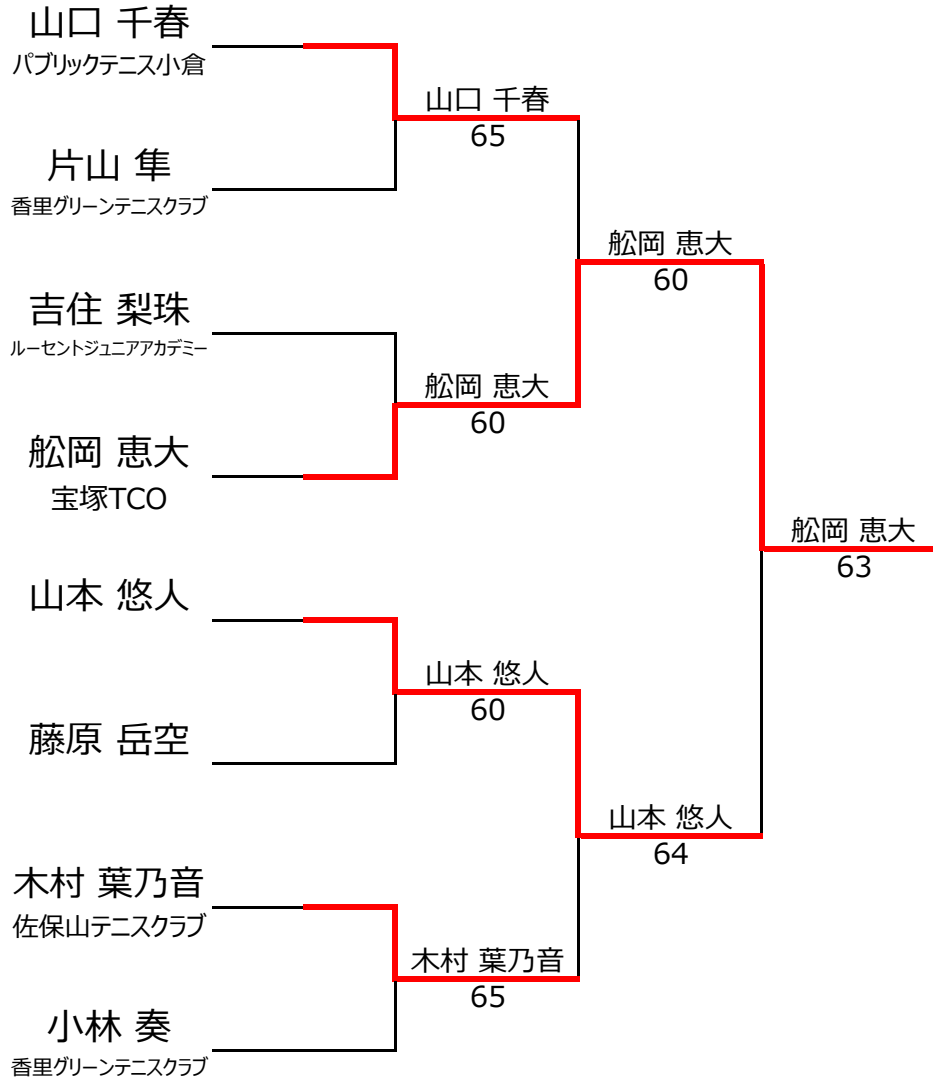 山口 千春
パブリックテニス小倉
片山 隼
香里グリーンテニスクラブ
吉住 梨珠
ルーセントジュニアアカデミー
舩岡 恵大
宝塚TCO
山本 悠人
藤原 岳空
木村 葉乃音
佐保山テニスクラブ
小林 奏
香里グリーンテニスクラブ
山口 千春
65
舩岡 恵大
60
山本 悠人
60
木村 葉乃音
65
舩岡 恵大
60
山本 悠人
64
舩岡 恵大
63